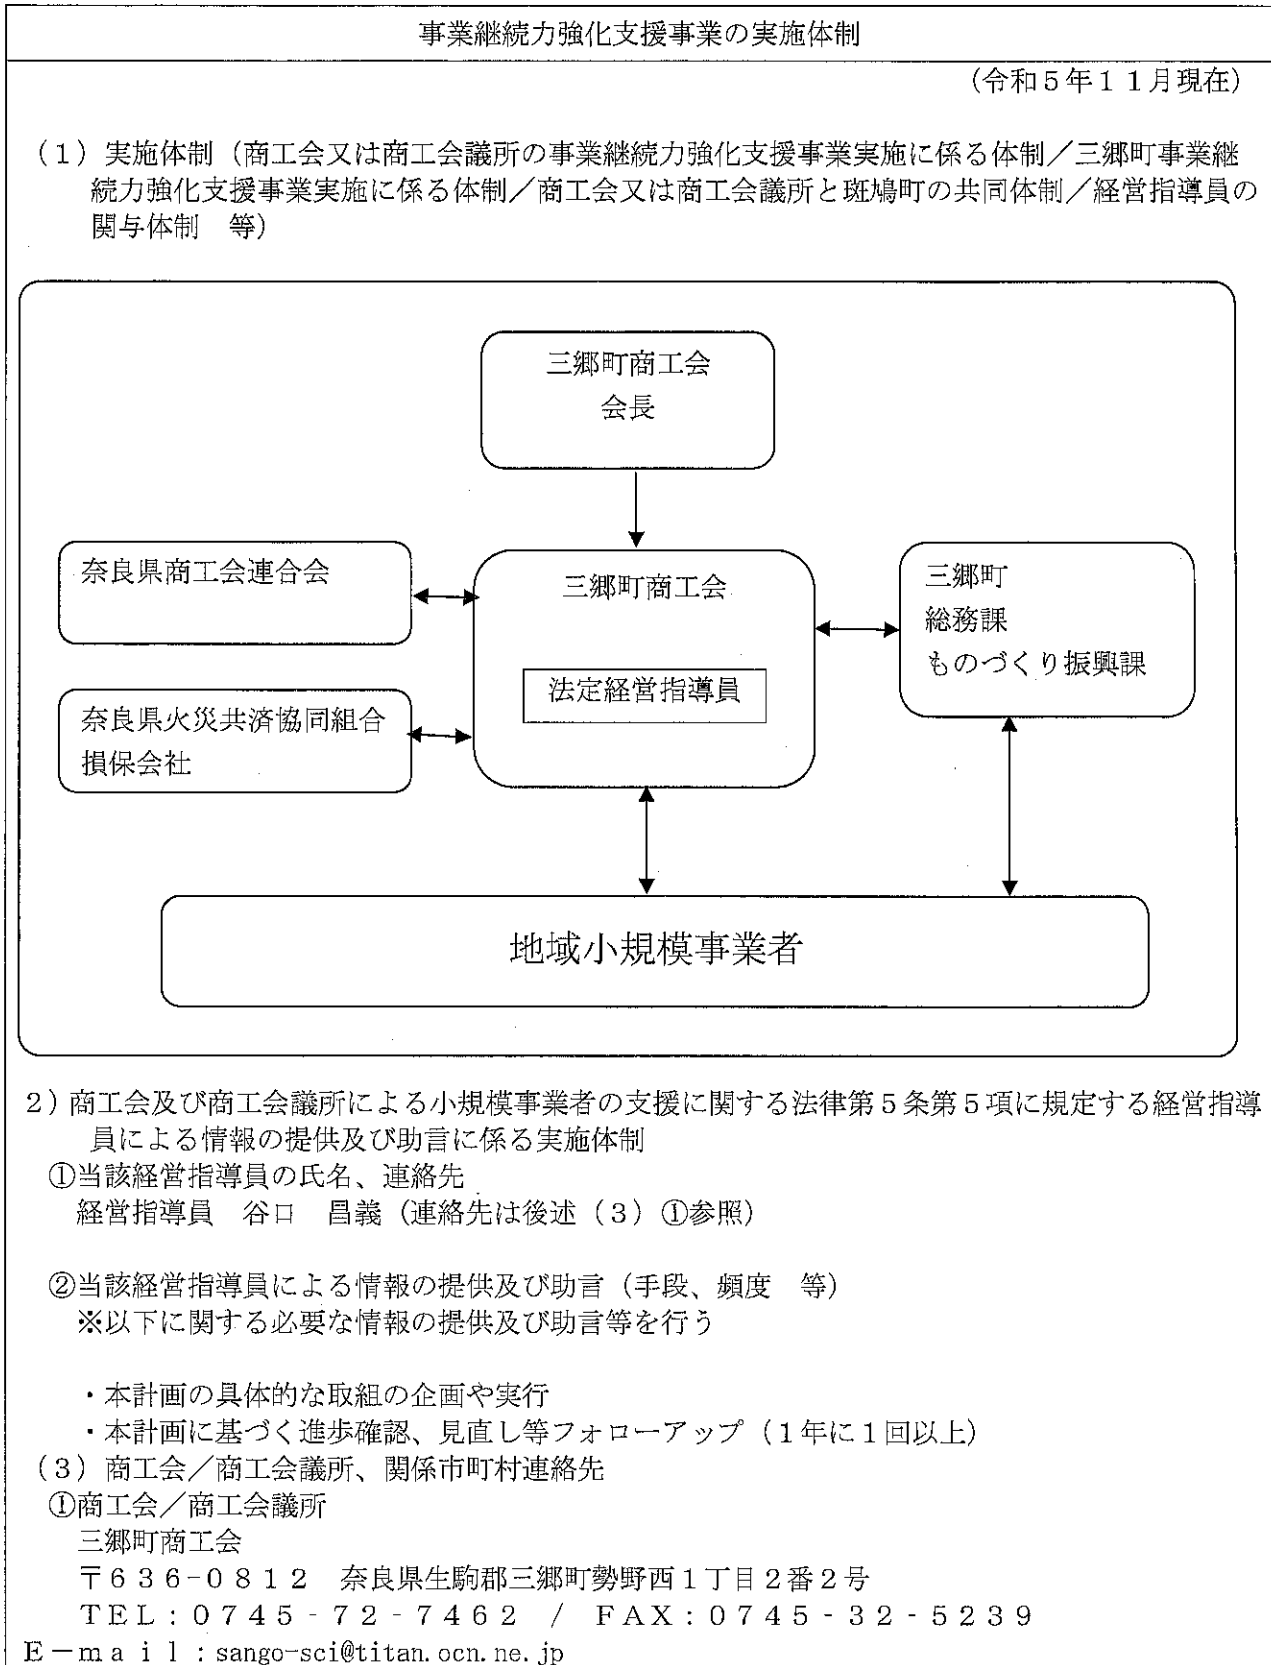 事業継続力強化支援事業の実施体制
(令和5年11月現在)
(1)実施体制(商工会又は商工会議所の事業継続力強化支援事業実施に係る体制/三郷町事業継
続力強化支援事業実施に係る体制/商工会又は商工会議所と斑鳩町の共同体制/経営指導員の
関与体制 等)
三郷町商工会
会長
奈良県商工会連合会
三郷町商工会
法定経営指導員
三郷町
総務課
ものづくり振興課
奈良県火災共済協同組合
損保会社
地域小規模事業者
2)商工会及び商工会議所による小規模事業者の支援に関する法律第5条第5項に規定する経営指導
員による情報の提供及び助言に係る実施体制
①当該経営指導員の氏名、連絡先
経営指導員 谷口 昌義(連絡先は後述(3)①参照)
②当該経営指導員による情報の提供及び助言(手段、頻度 等)
※以下に関する必要な情報の提供及び助言等を行う
・本計画の具体的な取組の企画や実行
・本計画に基づく進歩確認、見直し等フォローアップ(1年に1回以上)
(3)商工会/商工会議所、関係市町村連絡先
①商工会/商工会議所
三郷町商工会
〒636-0812 奈良県生駒郡三郷町勢野西1丁目2番2号
TEL:0745-72-7462 / FAX:0745-32-5239
E-mail:sango-sci@titan.ocn.ne.jp